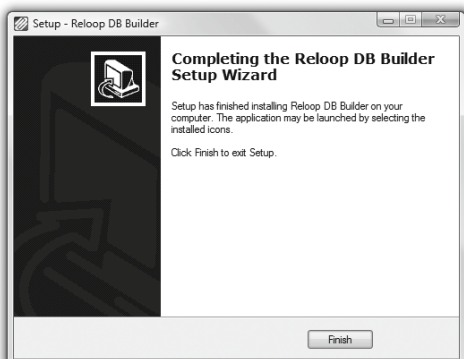 Setup - Reloop DB Builder
Completing the Reloop DB Builder
Setup Wizard
Setup has finished installing Reloop DB Builder on your
computer. The application may be launched by selecting the
installed icons.
Click Finish to exit Setup.
Finish